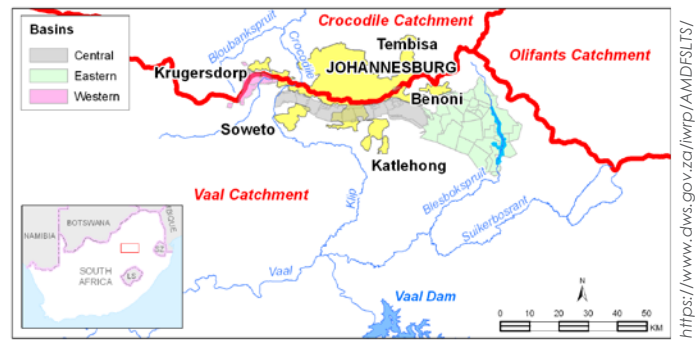 Basins
Central
Eastern
Western
Crocodile Catchment
Olifants Catchment
Vaal Catchment
Bloubankspruit
Crocodile
Tembisa
JOHANNESBURG
Krugersdorp
Benoni
Soweto
Katlehong
Klip
Blesbokspruit
Suikerbosrant
Vaal
Vaal Dam
NAMIBIA
BOTSWANA
SOUTH
AFRICA
LS
SZ
N
0 10 20 30 40 50
KM
https://www.dws.gov.za/iwrp/AMDFSLTS/